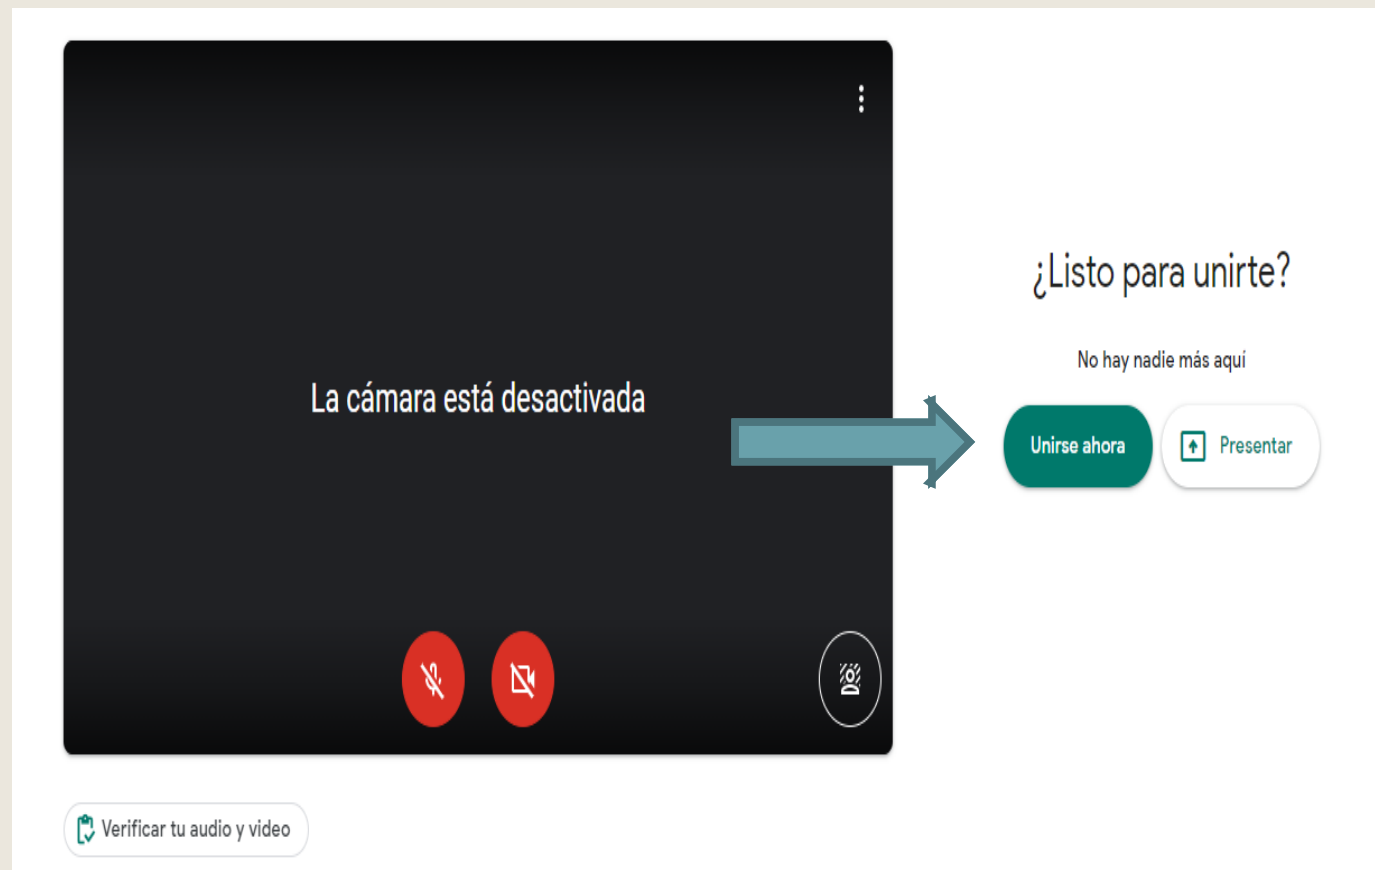 La cámara está desactivada
¿Listo para unirte?
No hay nadie más aquí
Unirse ahora
Presentar
Verificar tu audio y video